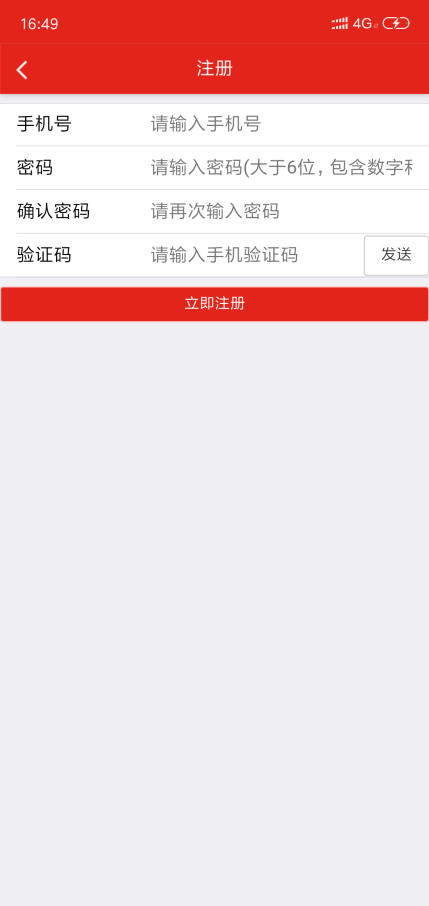 16:49 4G
注册
手机号 请输入手机号
密码 请输入密码(大于6位，包含数字和
确认密码 请再次输入密码
验证码 请输入手机验证码 发送
立即注册